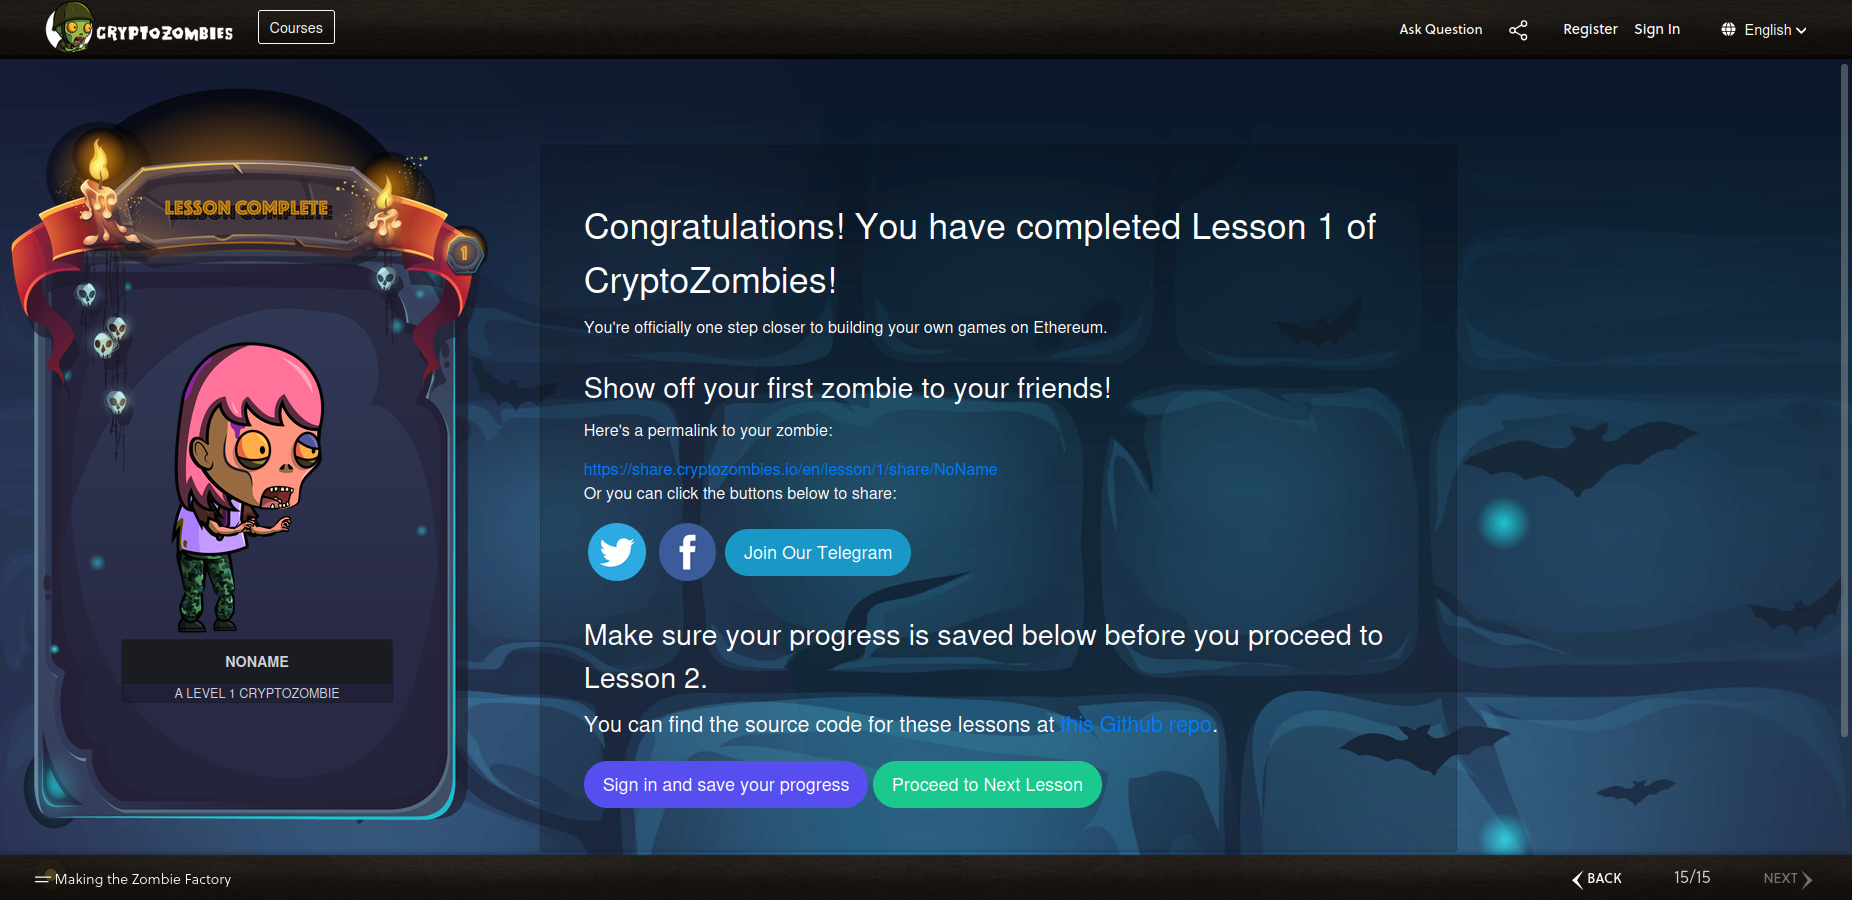 CRYPTOZOMBIES
Courses
Ask Question
Register
Sign In
English
LESSON COMPLETE
1
NONAME
A LEVEL 1 CRYPTOZOMBIE
Congratulations! You have completed Lesson 1 of
CryptoZombies!
You're officially one step closer to building your own games on Ethereum.
Show off your first zombie to your friends!
Here's a permalink to your zombie:
https://share.cryptozombies.io/en/lesson/1/share/NoName
Or you can click the buttons below to share:
Join Our Telegram
Make sure your progress is saved below before you proceed to
Lesson 2.
You can find the source code for these lessons at this Github repo.
Sign in and save your progress
Proceed to Next Lesson
Making the Zombie Factory
BACK
15/15
NEXT